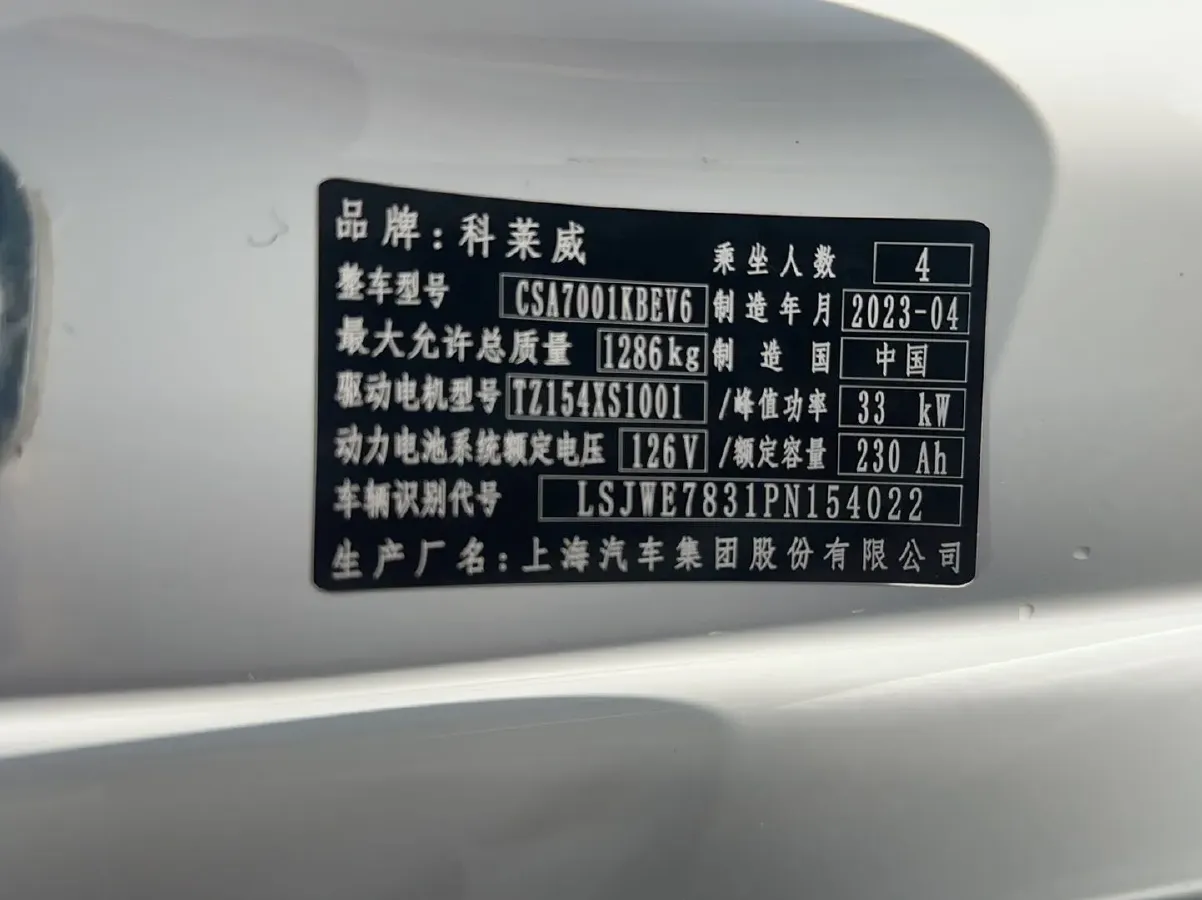 品牌:科莱威 乘坐人数 4
整车型号 CSA7001KBEV6 制造年月 2023-04
最大允许总质量 1286kg 制造国 中国
驱动电机型号 TZ154XS1001 /峰值功率 33 kW
动力电池系统额定电压 126V /额定容量 230 Ah
车辆识别代号 LSJWE7831PN154022
生产厂名:上海汽车集团股份有限公司